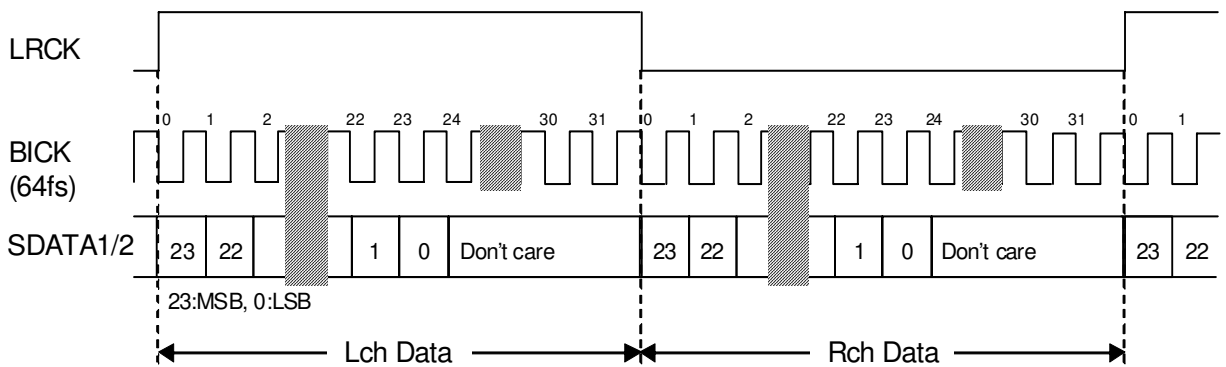 LRCK
0 1 2 22 23 24 30 31 0 1 2 22 23 24 30 31 0 1
BICK
(64fs)
SDATA1/2 23 22 1 0 Don't care 23 22 1 0 Don't care 23 22
23:MSB, 0:LSB
Lch Data Rch Data